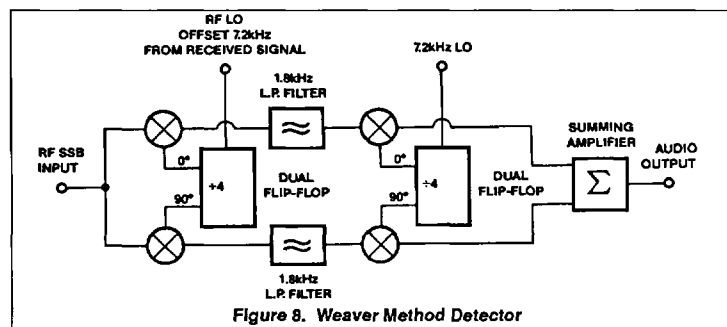 RF LO
OFFSET 7.2kHz
FROM RECEIVED SIGNAL
7.2kHz LO
1.8kHz
L.P. FILTER
SUMMING
AMPLIFIER
AUDIO
OUTPUT
RF SSB
INPUT
0°
÷4
DUAL
FLIP-FLOP
90°
0°
÷4
DUAL
FLIP-FLOP
90°
Σ
1.8kHz
L.P. FILTER
Figure 8. Weaver Method Detector